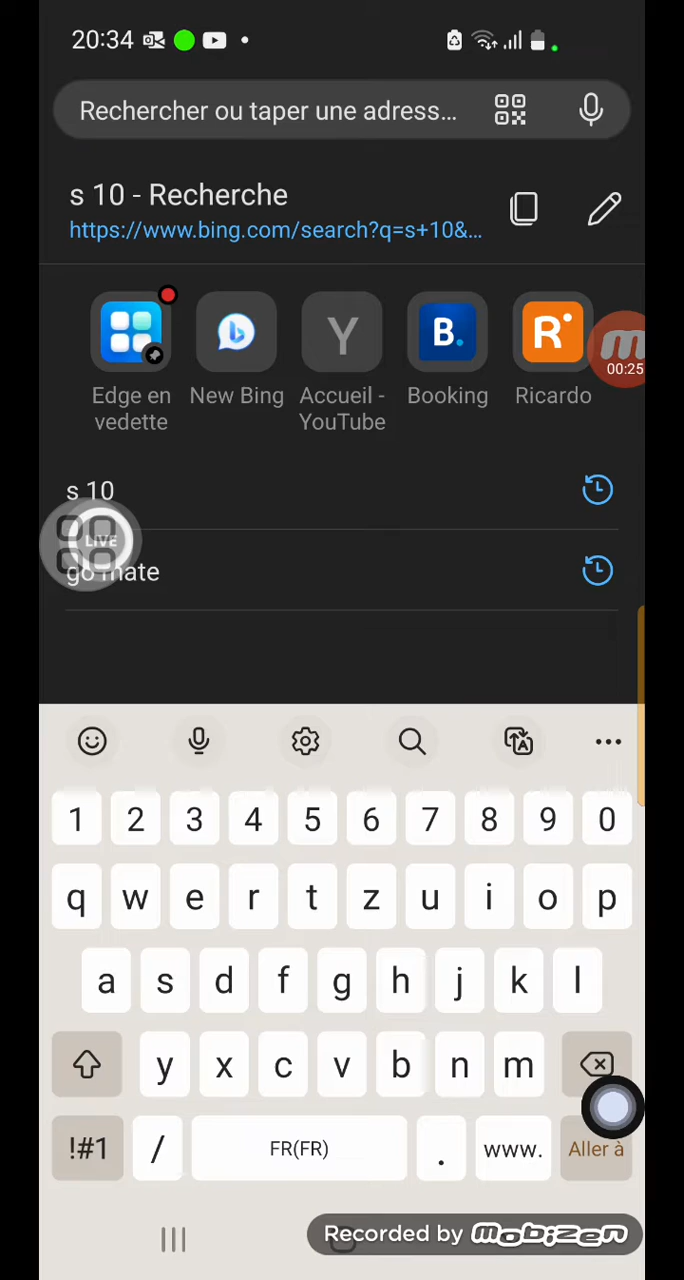 20:34
Rechercher ou taper une adress...
s 10 - Recherche
https://www.bing.com/search?q=s+10&...
Edge en vedette
New Bing
Accueil - YouTube
Booking
Ricardo
B.
R
Y
b
m
00:25
s 10
LIVE
go mate
1 2 3 4 5 6 7 8 9 0
q w e r t z u i o p
a s d f g h j k l
y x c v b n m
!#1 / FR(FR) . www. Aller à
Recorded by mobizen